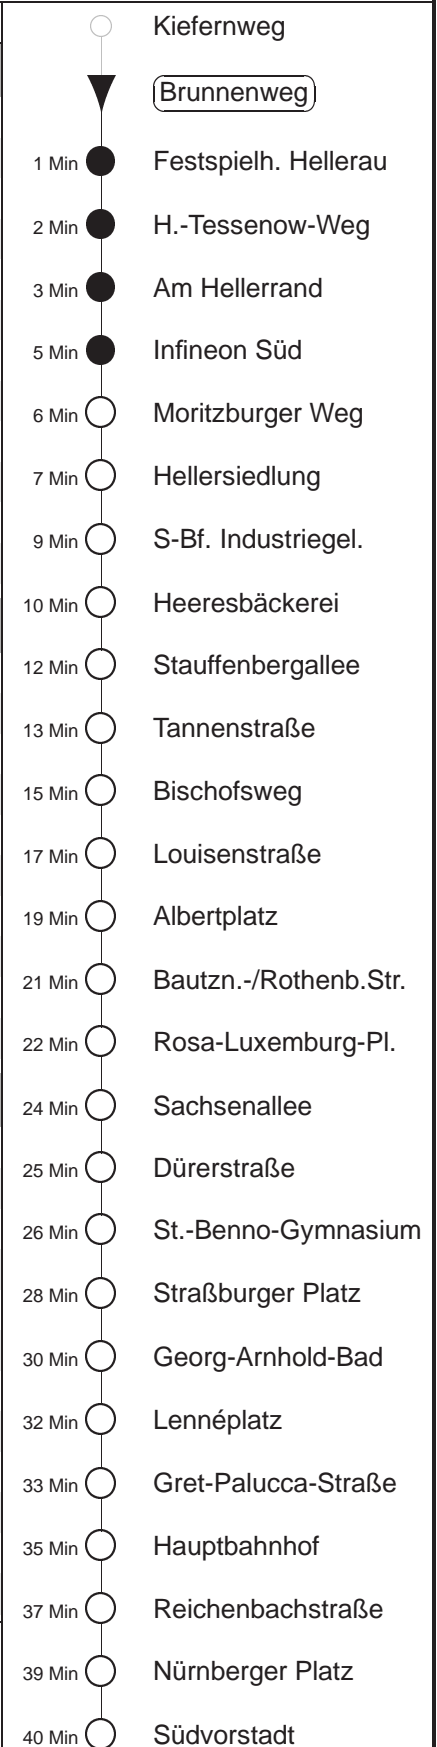 Kiefernweg
Brunnenweg
1 Min Festspielh. Hellerau
2 Min H.-Tessenow-Weg
3 Min Am Hellerrand
5 Min Infineon Süd
6 Min Moritzburger Weg
7 Min Hellersiedlung
9 Min S-Bf. Industriegel.
10 Min Heeresbäckerei
12 Min Stauffenbergallee
13 Min Tannenstraße
15 Min Bischofsweg
17 Min Louisenstraße
19 Min Albertplatz
21 Min Bautzn.-/Rothenb.Str.
22 Min Rosa-Luxemburg-Pl.
24 Min Sachsenallee
25 Min Dürerstraße
26 Min St.-Benno-Gymnasium
28 Min Straßburger Platz
30 Min Georg-Arnhold-Bad
32 Min Lennéplatz
33 Min Gret-Palucca-Straße
35 Min Hauptbahnhof
37 Min Reichenbachstraße
39 Min Nürnberger Platz
40 Min Südvorstadt